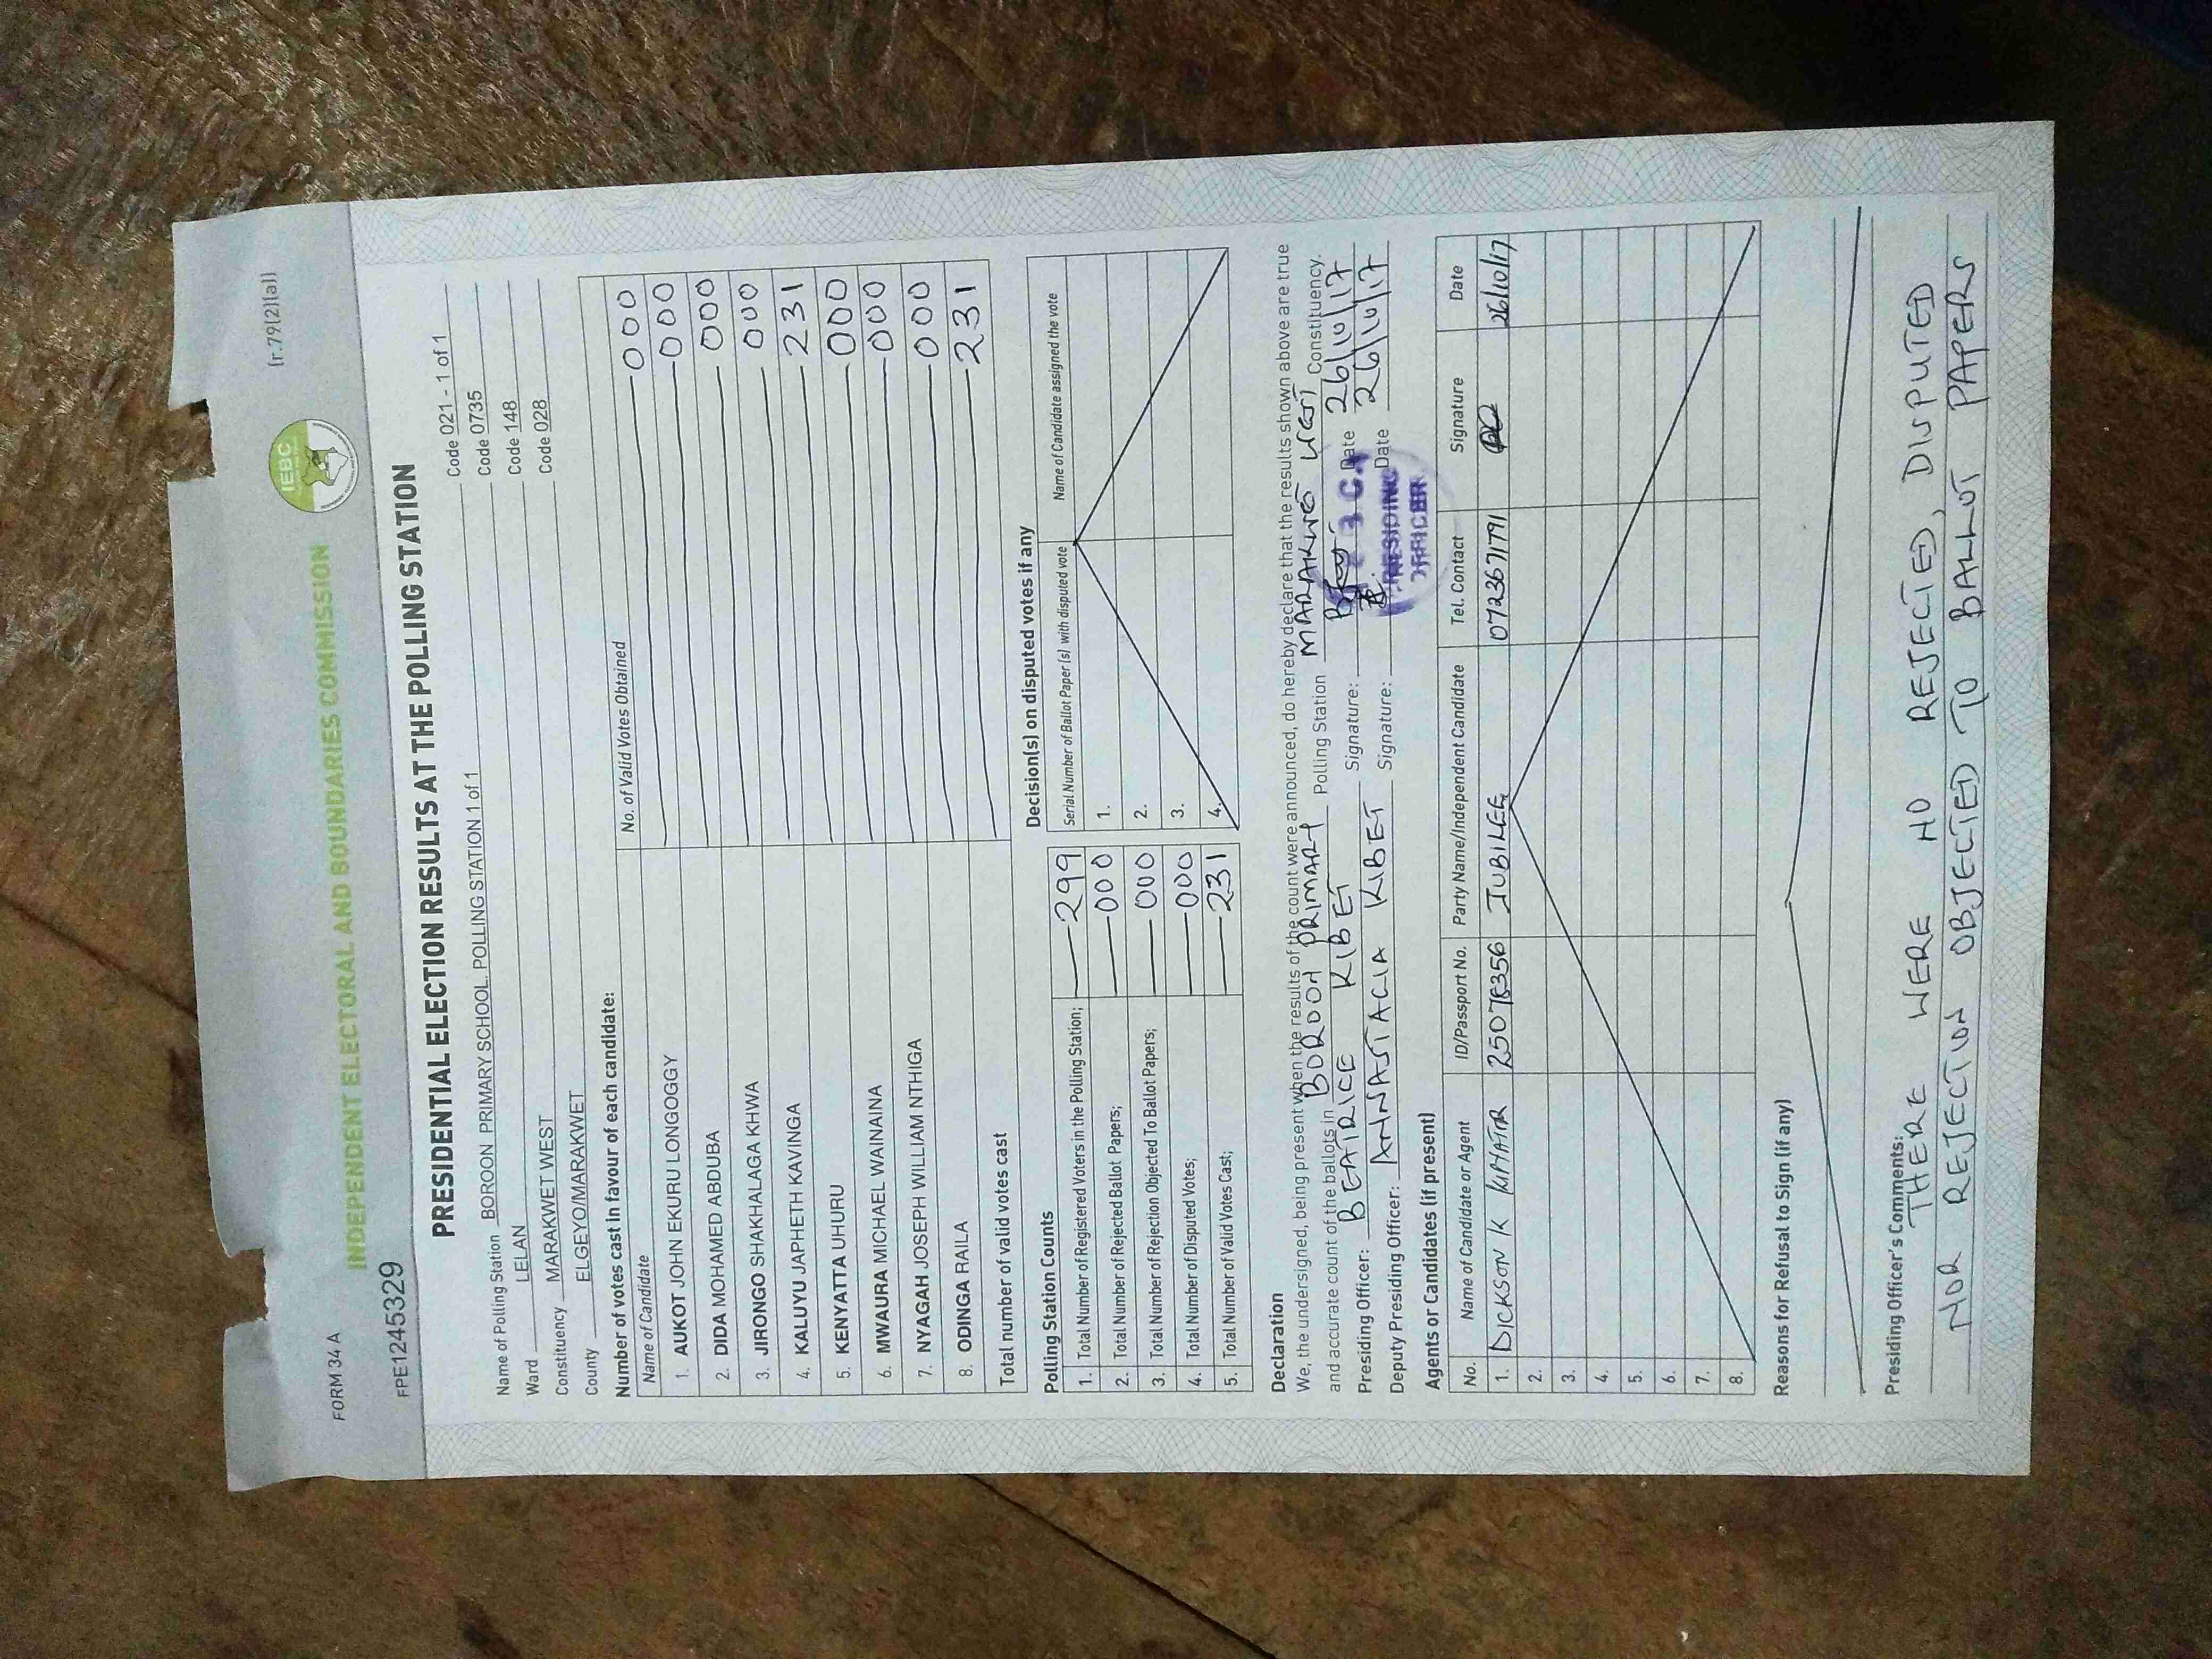 FORM 34 A
(r.79(2)(a))
IEBC
INDEPENDENT ELECTORAL AND BOUNDARIES COMMISSION
FPE1245329
PRESIDENTIAL ELECTION RESULTS AT THE POLLING STATION
Name of Polling Station BOROON PRIMARY SCHOOL. POLLING STATION 1 of 1 Code 021 - 1 of 1
Ward LELAN Code 0735
Constituency MARAKWET WEST Code 148
County ELGEYO/MARAKWET Code 028
Number of votes cast in favour of each candidate:
Name of Candidate No. of Valid Votes Obtained
1. AUKOT JOHN EKURU LONGOGGY 000
2. DIDA MOHAMED ABDUBA 000
3. JIRONGO SHAKHALAGA KHWA 000
4. KALUYU JAPHETH KAVINGA 000
5. KENYATTA UHURU 231
6. MWAURA MICHAEL WAINAINA 000
7. NYAGAH JOSEPH WILLIAM NTHIGA 000
8. ODINGA RAILA 000
Total number of valid votes cast 231
Polling Station Counts
1. Total Number of Registered Voters in the Polling Station; 299
2. Total Number of Rejected Ballot Papers; 000
3. Total Number of Rejection Objected To Ballot Papers; 000
4. Total Number of Disputed Votes; 000
5. Total Number of Valid Votes Cast; 231
Decision(s) on disputed votes if any
Serial Number of Ballot Paper(s) with disputed vote Name of Candidate assigned the vote
1.
2.
3.
4.
Declaration
We, the undersigned, being present when the results of the count were announced, do hereby declare that the results shown above are true
and accurate count of the ballots in BOROON PRIMARY Polling Station MARAKWET WEST Constituency.
Presiding Officer: BEATRICE KIBET Signature: Date 26/10/17
Deputy Presiding Officer: ANNASTACIA KIBET Signature: Date 26/10/17
PRESIDING
OFFICER
Agents or Candidates (if present)
No. Name of Candidate or Agent ID/Passport No. Party Name/Independent Candidate Tel. Contact Signature Date
1. DICKSON K 25078356 JUBILEE 0723671791 26/10/17
2.
3.
4.
5.
6.
7.
8.
Reasons for Refusal to Sign (if any)
Presiding Officer's Comments:
THERE WERE NO REJECTED, DISPUTED
NOR REJECTION OBJECTED TO BALLOT PAPERS